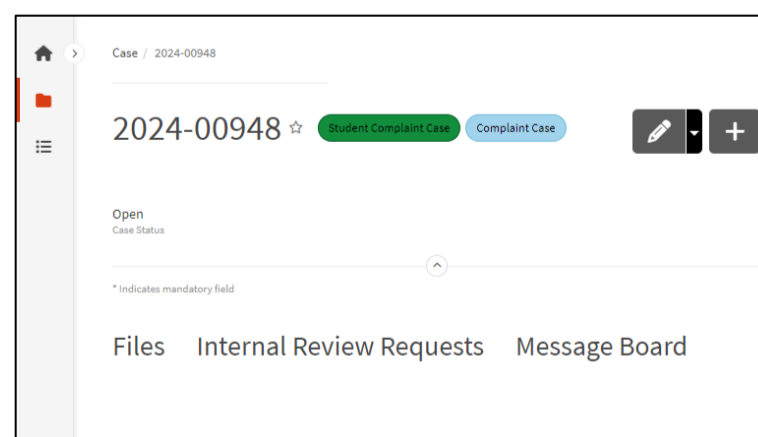 Case / 2024-00948
2024-00948 Student Complaint Case Complaint Case
Open
Case Status
* Indicates mandatory field
Files Internal Review Requests Message Board